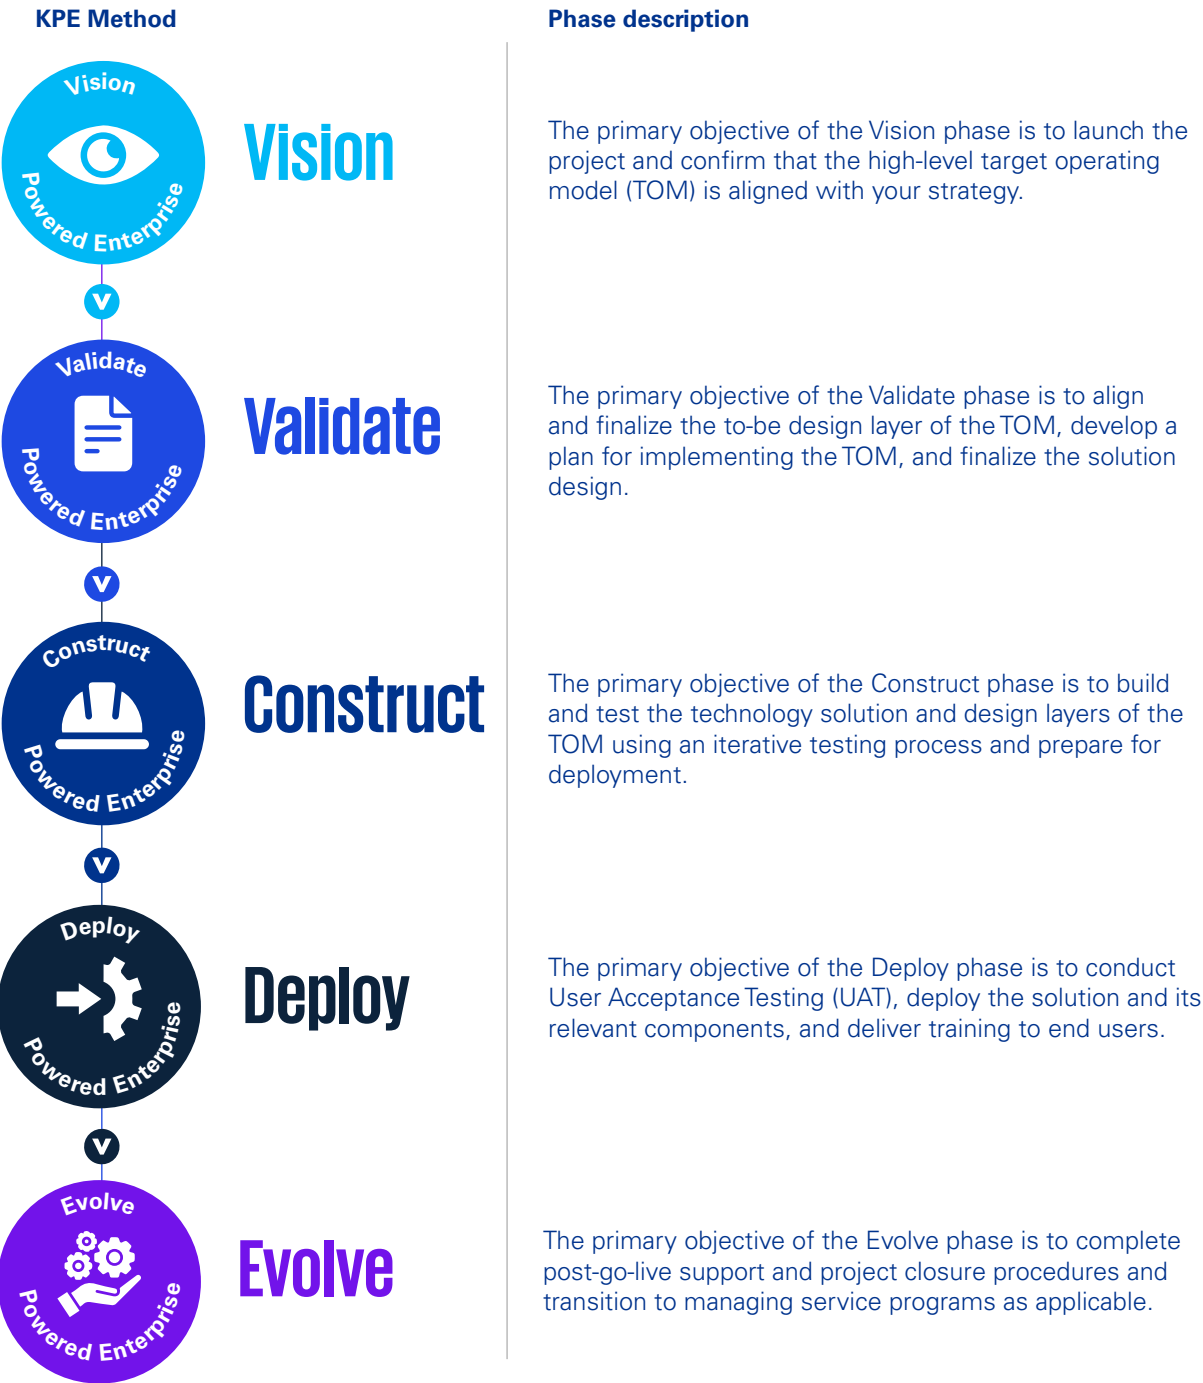 KPE Method
Phase description
Vision
Powered Enterprise
Vision
The primary objective of the Vision phase is to launch the
project and confirm that the high-level target operating
model (TOM) is aligned with your strategy.
Validate
Powered Enterprise
Validate
The primary objective of the Validate phase is to align
and finalize the to-be design layer of the TOM, develop a
plan for implementing the TOM, and finalize the solution
design.
Construct
Powered Enterprise
Construct
The primary objective of the Construct phase is to build
and test the technology solution and design layers of the
TOM using an iterative testing process and prepare for
deployment.
Deploy
Powered Enterprise
Deploy
The primary objective of the Deploy phase is to conduct
User Acceptance Testing (UAT), deploy the solution and its
relevant components, and deliver training to end users.
Evolve
Powered Enterprise
Evolve
The primary objective of the Evolve phase is to complete
post-go-live support and project closure procedures and
transition to managing service programs as applicable.